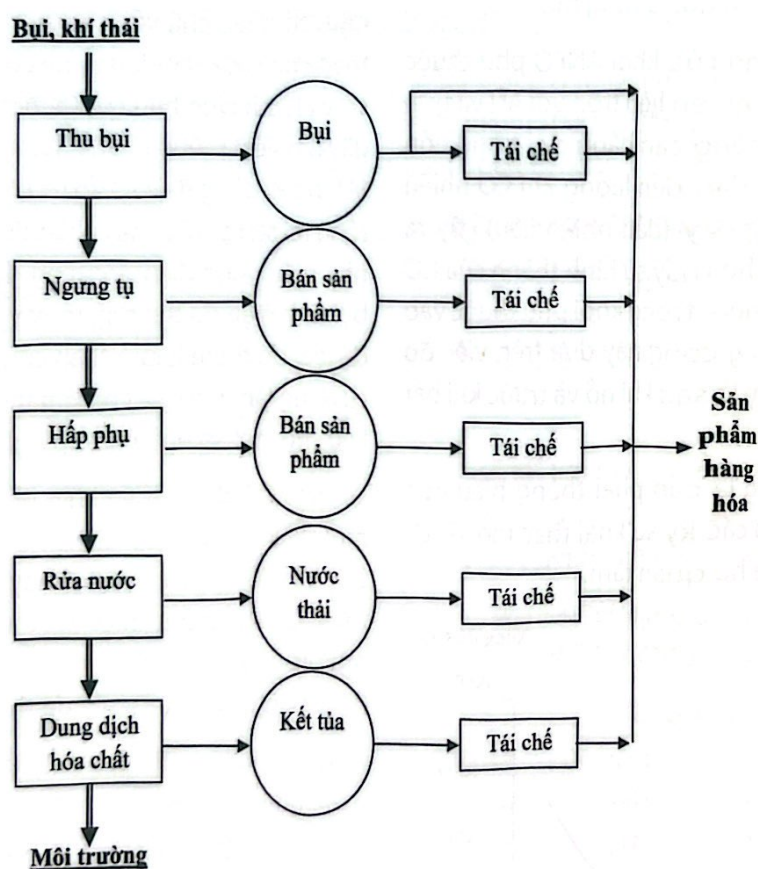 Bụi, khí thải
Thu bụi
Bụi
Tái chế
Ngưng tụ
Bán sản
phẩm
Tái chế
Hấp phụ
Bán sản
phẩm
Tái chế
Sản
phẩm
hàng
hóa
Rửa nước
Nước
thải
Tái chế
Dung dịch
hóa chất
Kết tủa
Tái chế
Môi trường